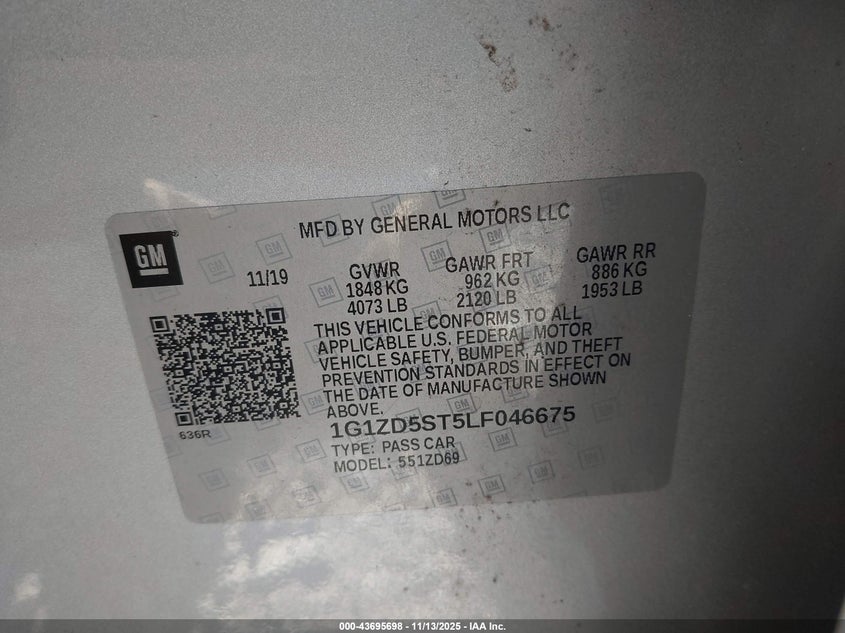 MFD BY GENERAL MOTORS LLC
GM
11/19
GVWR
1848 KG
4073 LB
GAWR FRT
962 KG
2120 LB
GAWR RR
886 KG
1953 LB
THIS VEHICLE CONFORMS TO ALL
APPLICABLE U.S. FEDERAL MOTOR
VEHICLE SAFETY, BUMPER, AND THEFT
PREVENTION STANDARDS IN EFFECT ON
THE DATE OF MANUFACTURE SHOWN
ABOVE.
636R
1G1ZD5ST5LF046675
TYPE: PASS CAR
MODEL: 551ZD69
000-43695698 - 11/13/2025 - IAA Inc.